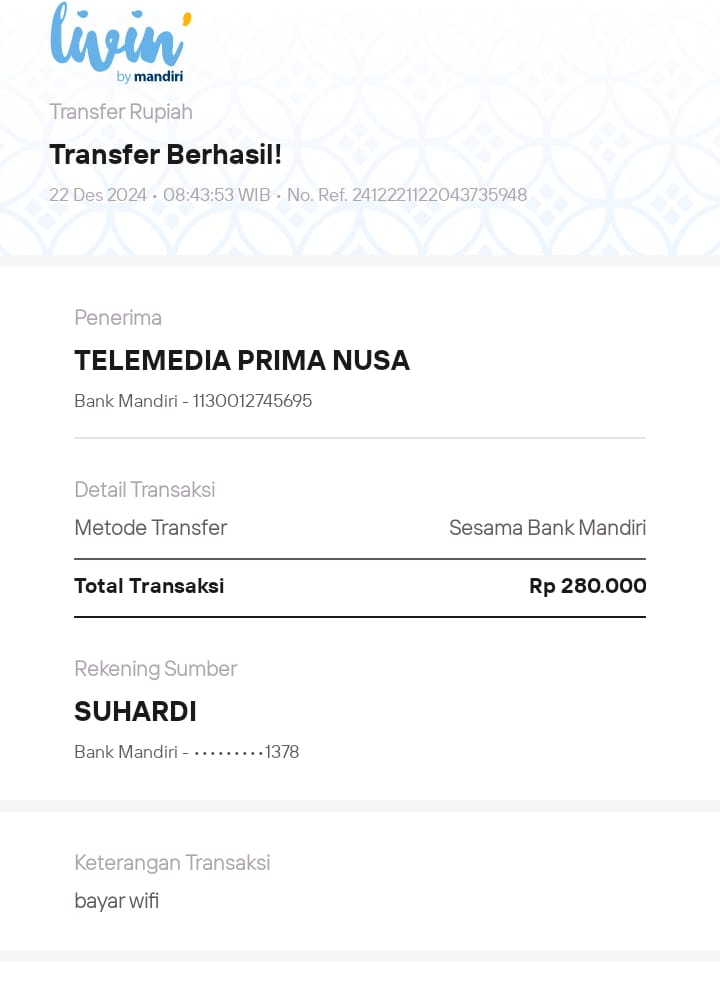 livin'
by mandiri
Transfer Rupiah
Transfer Berhasil!
22 Des 2024 • 08:43:53 WIB • No. Ref. 2412221122043735948
Penerima
TELEMEDIA PRIMA NUSA
Bank Mandiri - 1130012745695
Detail Transaksi
Metode Transfer Sesama Bank Mandiri
Total Transaksi Rp 280.000
Rekening Sumber
SUHARDI
Bank Mandiri - •••••••••1378
Keterangan Transaksi
bayar wifi